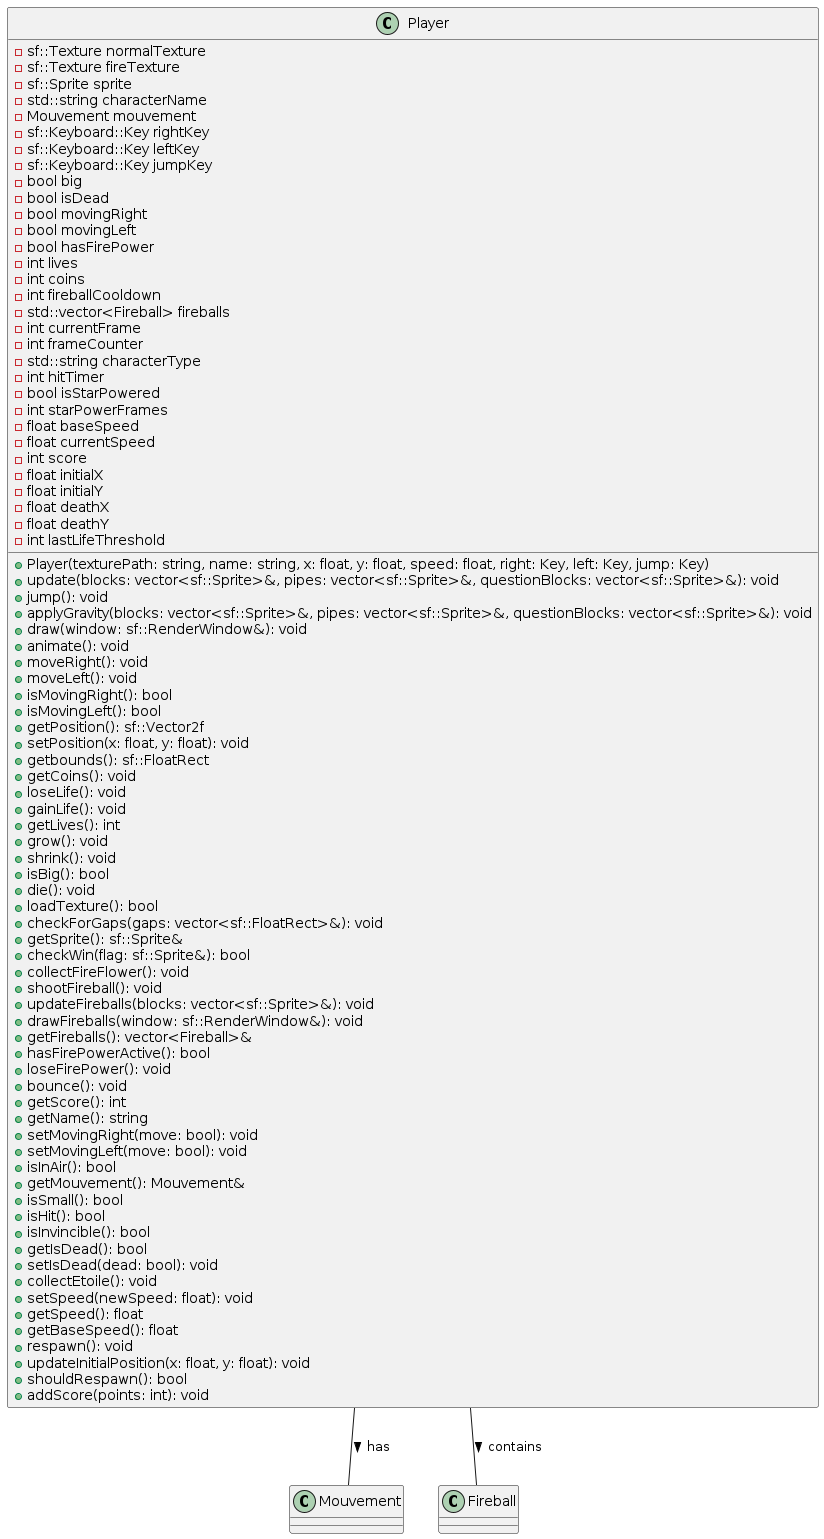 C Player
sf::Texture normalTexture
sf::Texture fireTexture
sf::Sprite sprite
std::string characterName
Mouvement mouvement
sf::Keyboard::Key rightKey
sf::Keyboard::Key leftKey
sf::Keyboard::Key jumpKey
bool big
bool isDead
bool movingRight
bool movingLeft
bool hasFirePower
int lives
int coins
int fireballCooldown
std::vector<Fireball> fireballs
int currentFrame
int frameCounter
std::string characterType
int hitTimer
bool isStarPowered
int starPowerFrames
float baseSpeed
float currentSpeed
int score
float initialX
float initialY
float deathX
float deathY
int lastLifeThreshold
Player(texturePath: string, name: string, x: float, y: float, speed: float, right: Key, left: Key, jump: Key)
update(blocks: vector<sf::Sprite>&, pipes: vector<sf::Sprite>&, questionBlocks: vector<sf::Sprite>&): void
jump(): void
applyGravity(blocks: vector<sf::Sprite>&, pipes: vector<sf::Sprite>&, questionBlocks: vector<sf::Sprite>&): void
draw(window: sf::RenderWindow&): void
animate(): void
moveRight(): void
moveLeft(): void
isMovingRight(): bool
isMovingLeft(): bool
getPosition(): sf::Vector2f
setPosition(x: float, y: float): void
getbounds(): sf::FloatRect
getCoins(): void
loseLife(): void
gainLife(): void
getLives(): int
grow(): void
shrink(): void
isBig(): bool
die(): void
loadTexture(): bool
checkForGaps(gaps: vector<sf::FloatRect>&): void
getSprite(): sf::Sprite&
checkWin(flag: sf::Sprite&): bool
collectFireFlower(): void
shootFireball(): void
updateFireballs(blocks: vector<sf::Sprite>&): void
drawFireballs(window: sf::RenderWindow&): void
getFireballs(): vector<Fireball>&
hasFirePowerActive(): bool
loseFirePower(): void
bounce(): void
getScore(): int
getName(): string
setMovingRight(move: bool): void
setMovingLeft(move: bool): void
isInAir(): bool
getMouvement(): Mouvement&
isSmall(): bool
isHit(): bool
isInvincible(): bool
getIsDead(): bool
setIsDead(dead: bool): void
collectEtoile(): void
setSpeed(newSpeed: float): void
getSpeed(): float
getBaseSpeed(): float
respawn(): void
updateInitialPosition(x: float, y: float): void
shouldRespawn(): bool
addScore(points: int): void
has
contains
C Mouvement
C Fireball